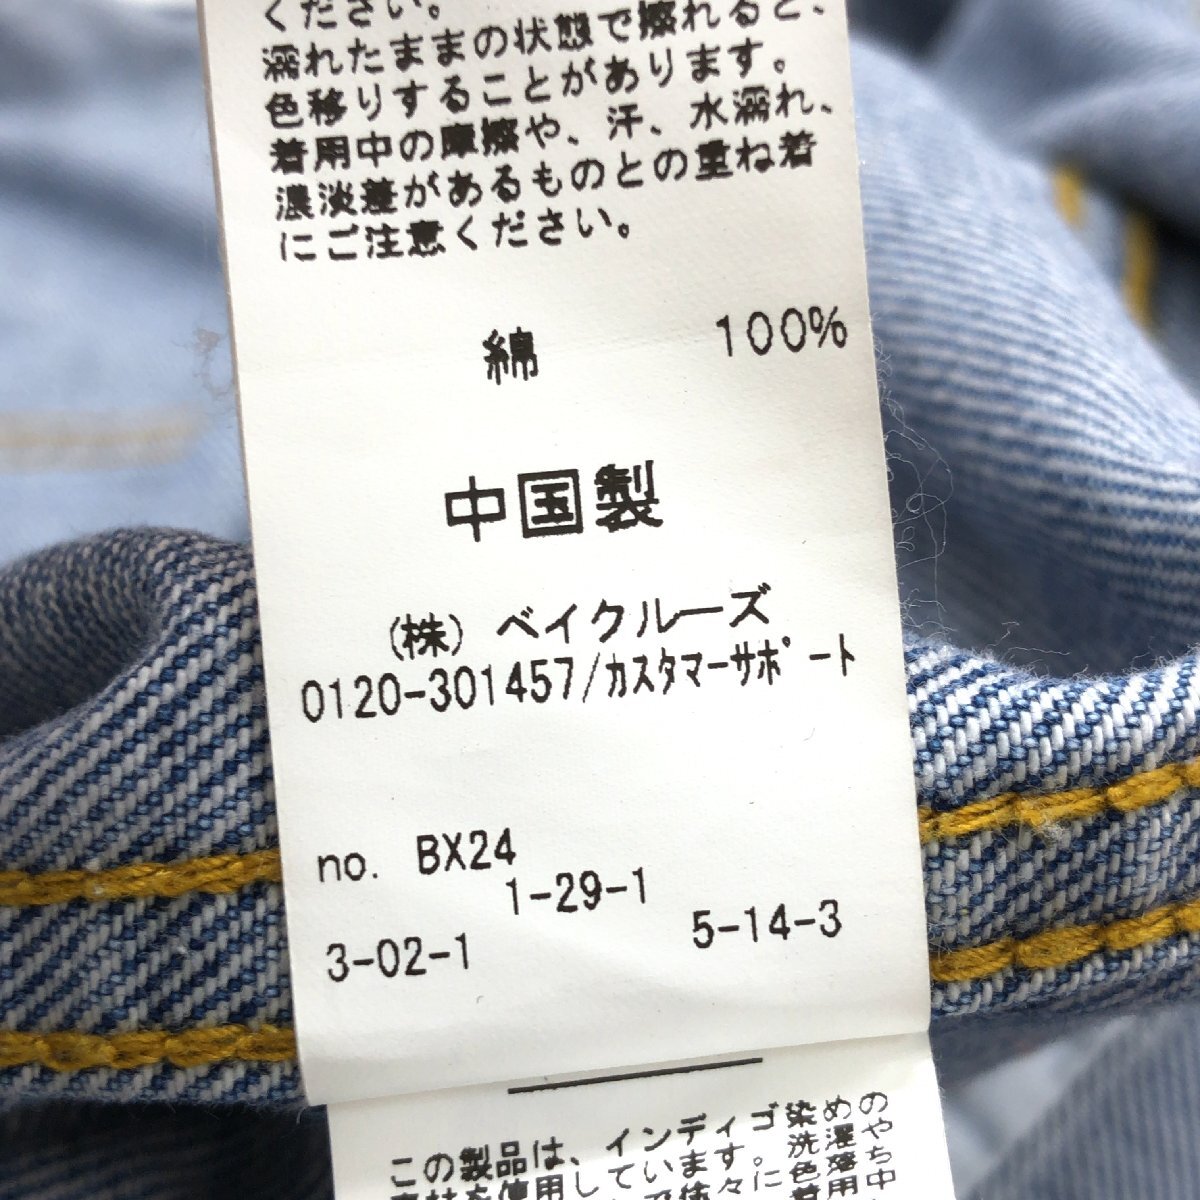 ください。
濡れたままの状態で擦れると、
色移りすることがあります。
着用中の摩擦や、汗、水濡れ、
濃淡差があるものとの重ね着
にご注意ください。
綿 100%
中国製
(株) ベイクルーズ
0120-301457/カスタマーサポート
no. BX24
1-29-1
3-02-1 5-14-3
この製品は、インディゴ染めの
を使用しています。洗濯や
色落ち
着用中